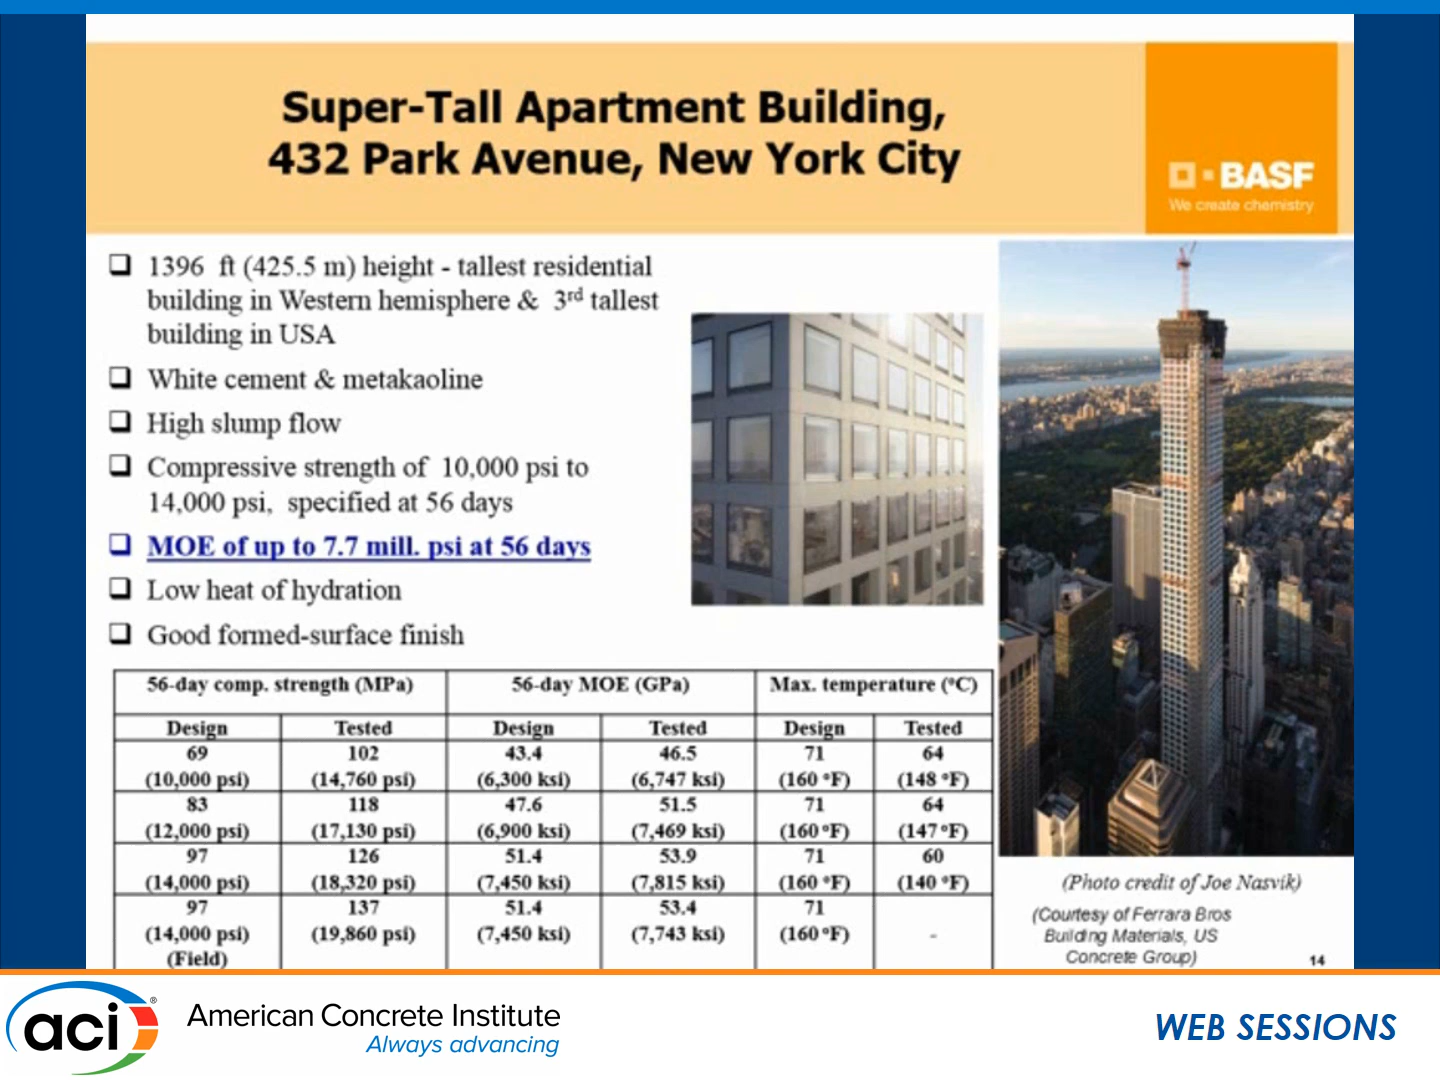 Super-Tall Apartment Building,
432 Park Avenue, New York City
BASF
We create chemistry
1396 ft (425.5 m) height - tallest residential
building in Western hemisphere & 3rd tallest
building in USA
White cement & metakaoline
High slump flow
Compressive strength of 10,000 psi to
14,000 psi, specified at 56 days
MOE of up to 7.7 mill. psi at 56 days
Low heat of hydration
Good formed-surface finish
56-day comp. strength (MPa) 56-day MOE (GPa) Max. temperature (°C)
Design Tested Design Tested Design Tested
69 102 43.4 46.5 71 64
(10,000 psi) (14,760 psi) (6,300 ksi) (6,747 ksi) (160 °F) (148 °F)
83 118 47.6 51.5 71 64
(12,000 psi) (17,130 psi) (6,900 ksi) (7,469 ksi) (160 °F) (147 °F)
97 126 51.4 53.9 71 60
(14,000 psi) (18,320 psi) (7,450 ksi) (7,815 ksi) (160 °F) (140 °F)
97 137 51.4 53.4 71
(14,000 psi) (19,860 psi) (7,450 ksi) (7,743 ksi) (160 °F) -
(Field)
(Photo credit of Joe Nasvik)
(Courtesy of Ferrara Bros
Building Materials, US
Concrete Group)
14
aci®
American Concrete Institute
Always advancing
WEB SESSIONS